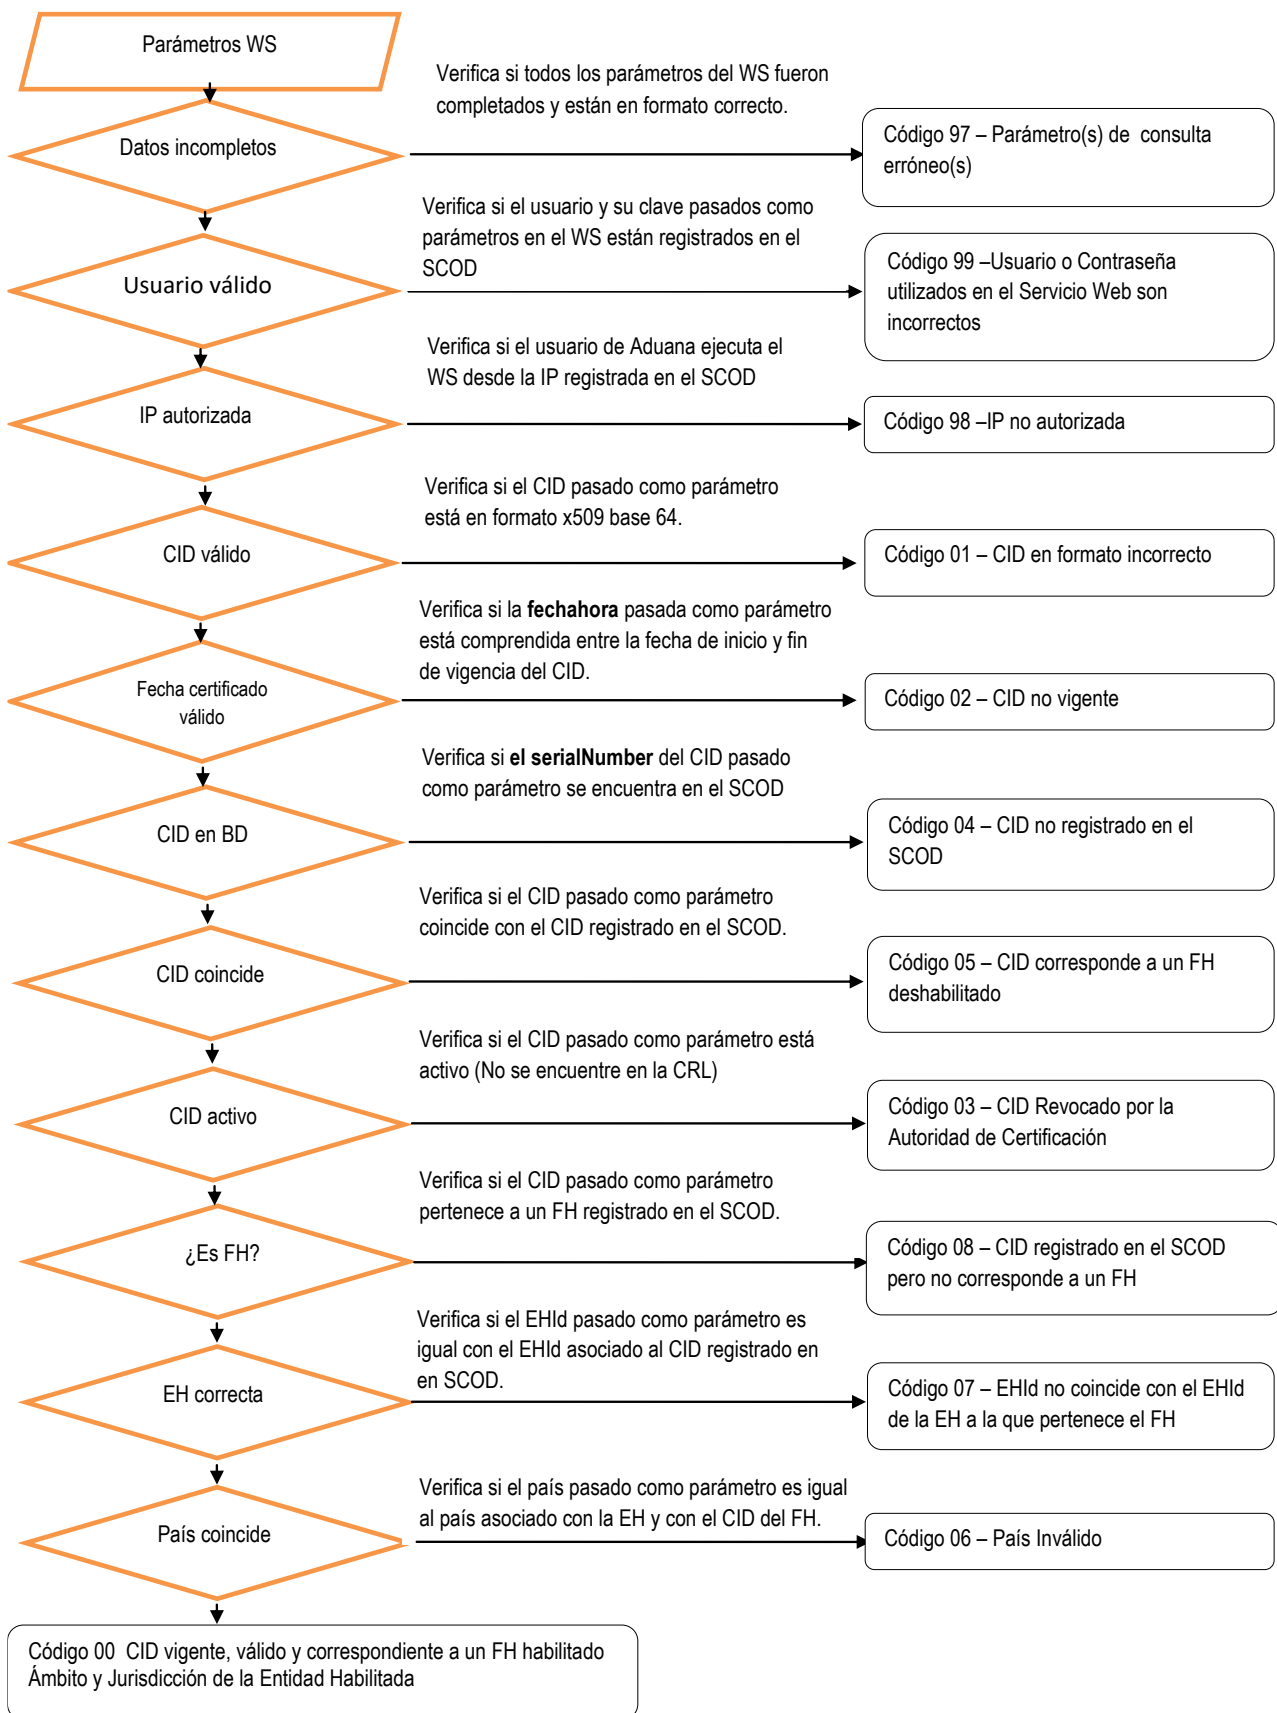 Parámetros WS
Verifica si todos los parámetros del WS fueron
completados y están en formato correcto.
Datos incompletos
Código 97 – Parámetro(s) de consulta
erróneo(s)
Verifica si el usuario y su clave pasados como
parámetros en el WS están registrados en el
SCOD
Usuario válido
Código 99 –Usuario o Contraseña
utilizados en el Servicio Web son
incorrectos
Verifica si el usuario de Aduana ejecuta el
WS desde la IP registrada en el SCOD
IP autorizada
Código 98 –IP no autorizada
Verifica si el CID pasado como parámetro
está en formato x509 base 64.
CID válido
Código 01 – CID en formato incorrecto
Verifica si la fechahora pasada como parámetro
está comprendida entre la fecha de inicio y fin
de vigencia del CID.
Fecha certificado
válido
Código 02 – CID no vigente
Verifica si el serialNumber del CID pasado
como parámetro se encuentra en el SCOD
CID en BD
Código 04 – CID no registrado en el
SCOD
Verifica si el CID pasado como parámetro
coincide con el CID registrado en el SCOD.
CID coincide
Código 05 – CID corresponde a un FH
deshabilitado
Verifica si el CID pasado como parámetro está
activo (No se encuentre en la CRL)
CID activo
Código 03 – CID Revocado por la
Autoridad de Certificación
Verifica si el CID pasado como parámetro
pertenece a un FH registrado en el SCOD.
¿Es FH?
Código 08 – CID registrado en el SCOD
pero no corresponde a un FH
Verifica si el EHId pasado como parámetro es
igual con el EHId asociado al CID registrado en
en SCOD.
EH correcta
Código 07 – EHId no coincide con el EHId
de la EH a la que pertenece el FH
Verifica si el país pasado como parámetro es igual
al país asociado con la EH y con el CID del FH.
País coincide
Código 06 – País Inválido
Código 00 CID vigente, válido y correspondiente a un FH habilitado
Ámbito y Jurisdicción de la Entidad Habilitada